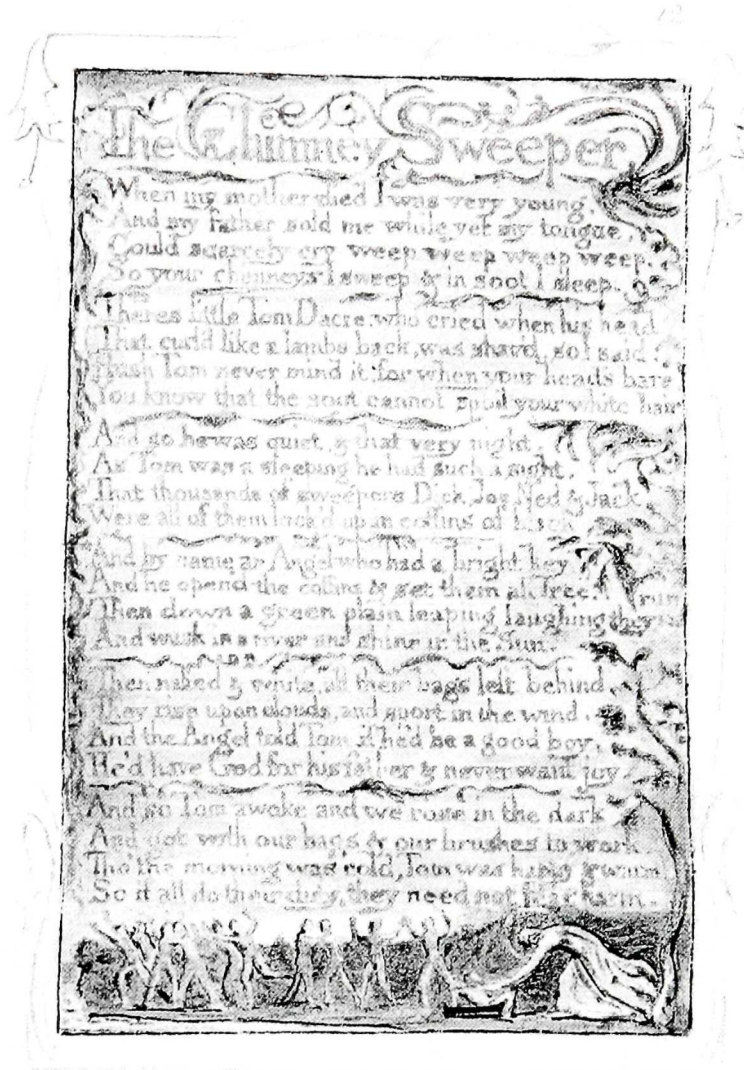 12
The Chimney Sweeper
When my mother died I was very young,
And my father sold me while yet my tongue,
Could scarcely cry weep weep weep weep.
So your chimneys I sweep & in soot I sleep.
Theres little Tom Dacre, who cried when his head
That curl'd like a lambs back, was shav'd, so I said.
Hush Tom never mind it, for when your head's bare
You know that the soot cannot spoil your white hair
And so he was quiet, & that very night,
As Tom was a sleeping he had such a sight,
That thousands of sweepers Dick, Joe, Ned & Jack
Were all of them lock'd up in coffins of black
And by came an Angel who had a bright key
And he open'd the coffins & set them all free.
Then down a green plain leaping laughing they run
And wash in a river and shine in the Sun.
Then naked & white, all their bags left behind,
They rise upon clouds, and sport in the wind.
And the Angel told Tom, if he'd be a good boy,
He'd have God for his father & never want joy.
And so Tom awoke and we rose in the dark
And got with our bags & our brushes to work.
Tho' the morning was cold, Tom was happy & warm,
So if all do their duty, they need not fear harm.